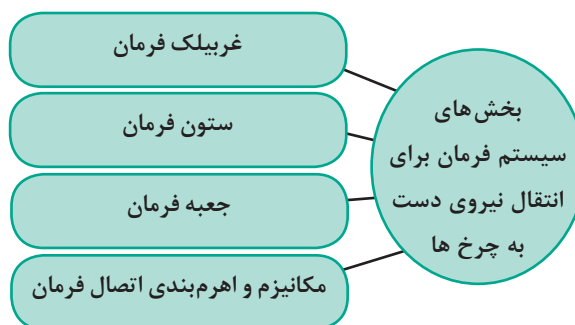 بخش‌های
سیستم فرمان برای
انتقال نیروی دست
به چرخ ها
غربیلک فرمان
ستون فرمان
جعبه فرمان
مکانیزم و اهرم‌بندی اتصال فرمان